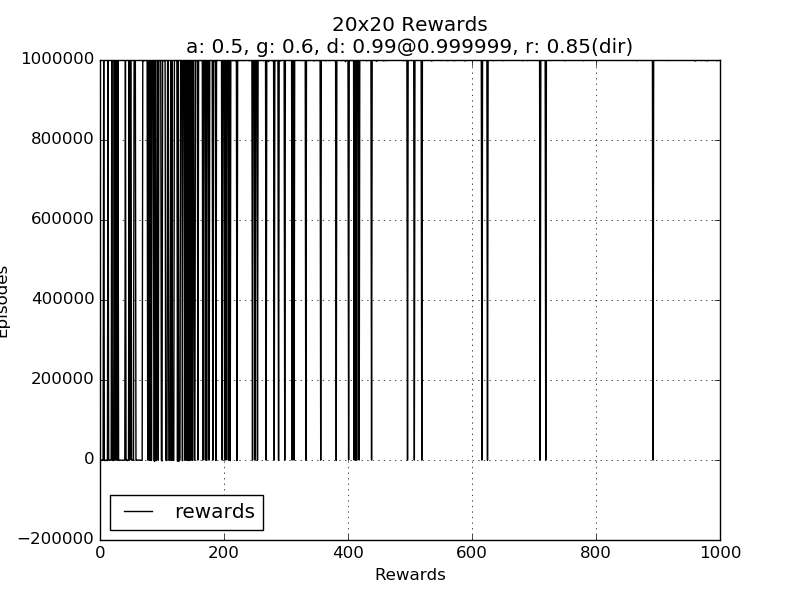 20x20 Rewards
a: 0.5, g: 0.6, d: 0.99@0.999999, r: 0.85(dir)
1000000
800000
600000
400000
200000
0
−200000
Episodes
rewards
0 200 400 600 800 1000
Rewards